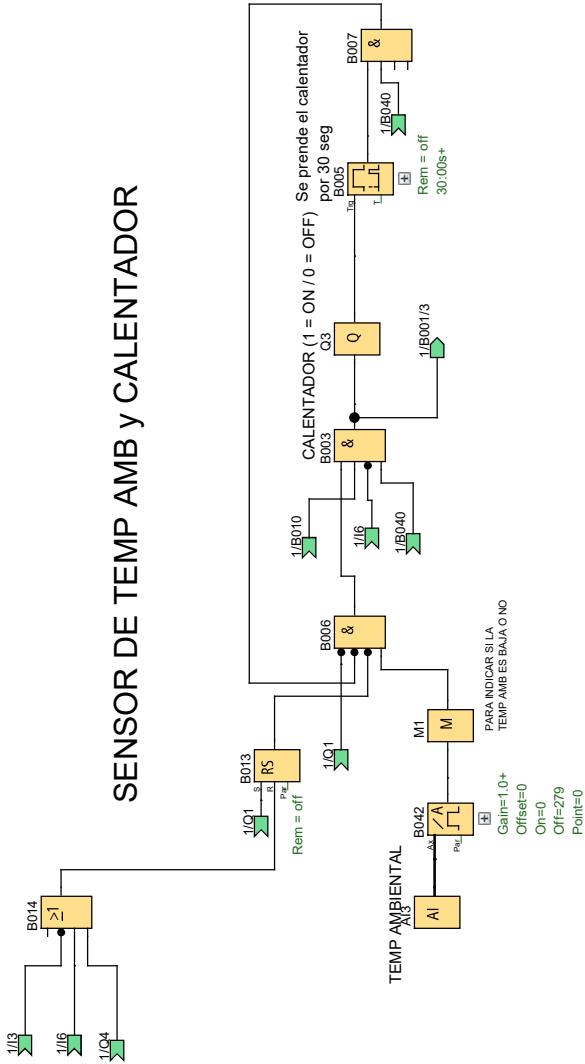 SENSOR DE TEMP AMB y CALENTADOR
1/I3
1/I6
1/Q4
B014
≥1
1/Q1
B013
S
R
Par
RS
Rem = off
1/Q1
B006
&
TEMP AMBIENTAL
AI3
AI
B042
Ax
Par
/A
Gain=1.0+
Offset=0
On=0
Off=279
Point=0
M1
M
PARA INDICAR SI LA
TEMP AMB ES BAJA O NO
1/B010
1/I6
1/B040
B003
&
CALENTADOR (1 = ON / 0 = OFF)
Q3
Q
1/B001/3
Se prende el calentador
por 30 seg
B005
Trg
T
Rem = off
30:00s+
1/B040
B007
&